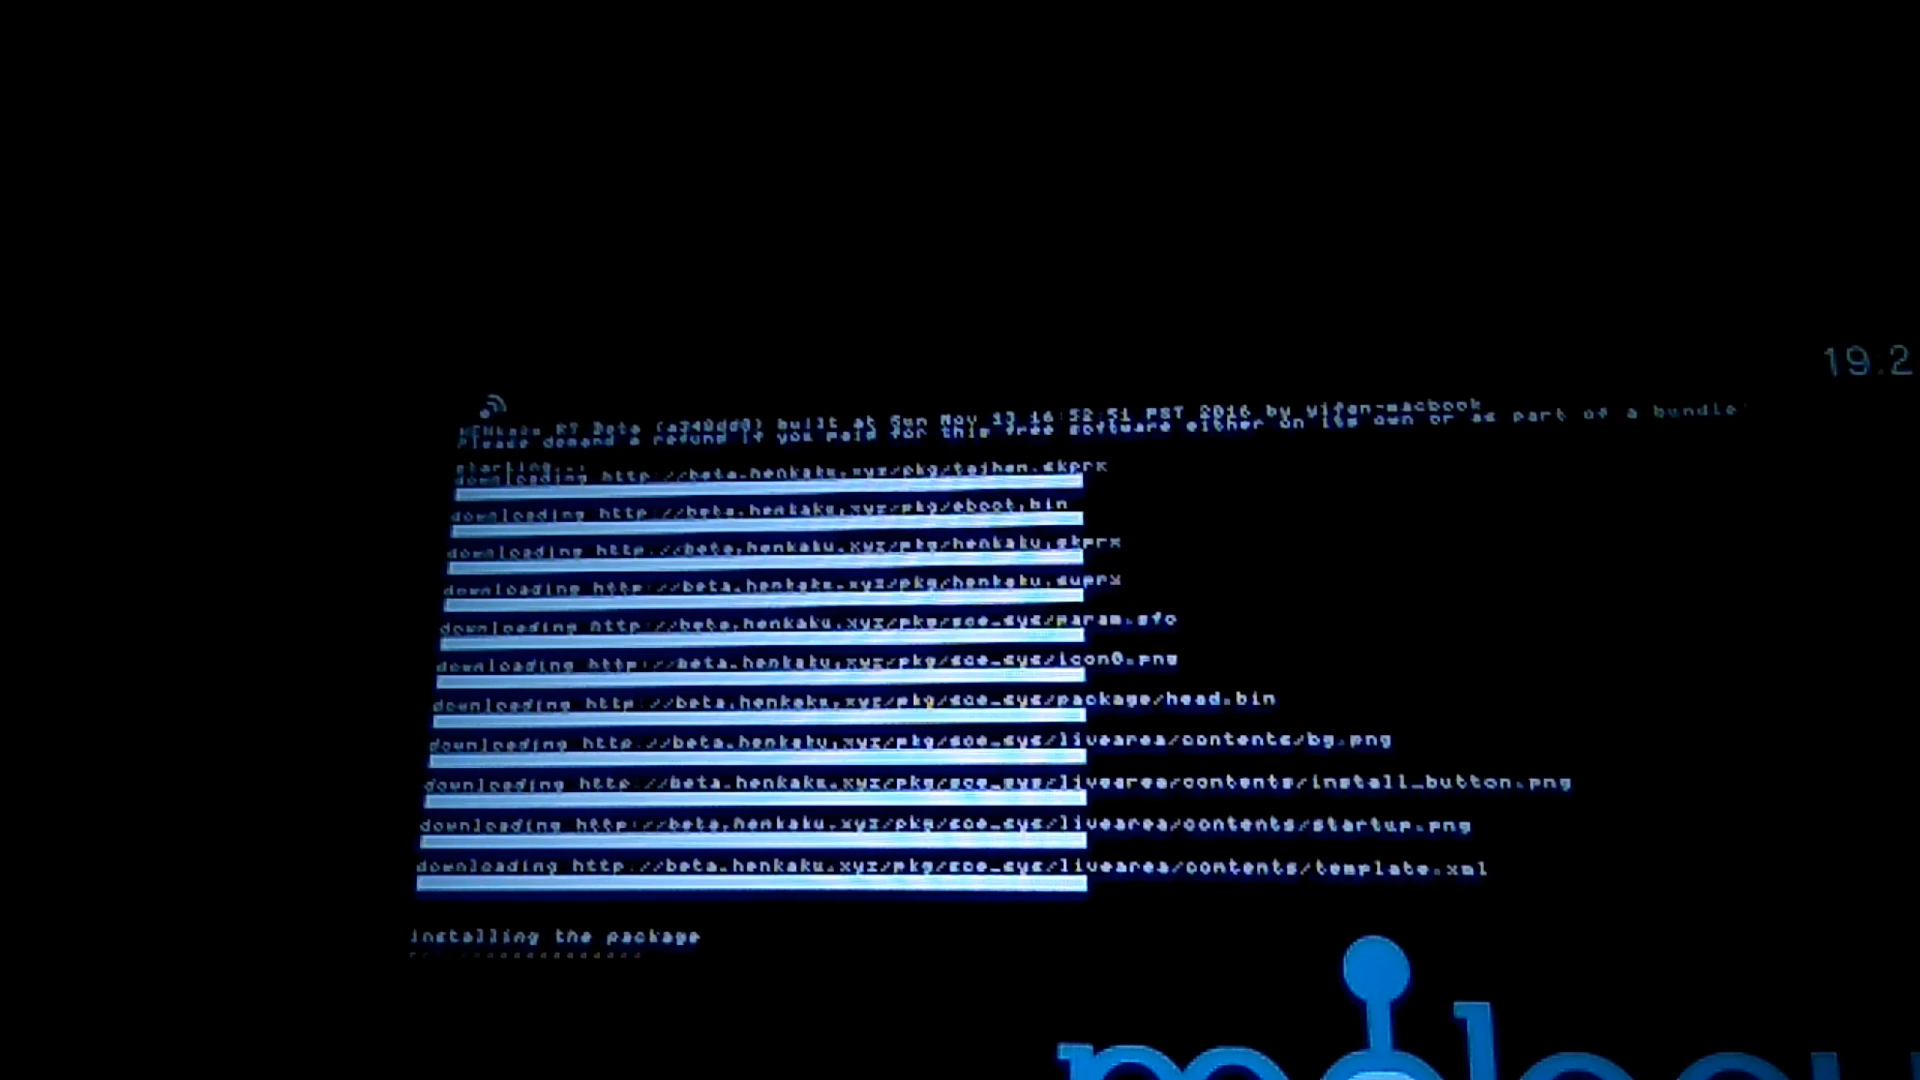 19:2
HENkaku R7 Beta (a340dd0) built at Sun Nov 13 16:52:51 PST 2016 by yifan-macbook
Please demand a refund if you paid for this free software either on its own or as part of a bundle!
starting...
downloading http://beta.henkaku.xyz/pkg/taihen.skprx
downloading http://beta.henkaku.xyz/pkg/eboot.bin
downloading http://beta.henkaku.xyz/pkg/henkaku.skprx
downloading http://beta.henkaku.xyz/pkg/henkaku.suprx
downloading http://beta.henkaku.xyz/pkg/sce_sys/param.sfo
downloading http://beta.henkaku.xyz/pkg/sce_sys/icon0.png
downloading http://beta.henkaku.xyz/pkg/sce_sys/package/head.bin
downloading http://beta.henkaku.xyz/pkg/sce_sys/livearea/contents/bg.png
downloading http://beta.henkaku.xyz/pkg/sce_sys/livearea/contents/install_button.png
downloading http://beta.henkaku.xyz/pkg/sce_sys/livearea/contents/startup.png
downloading http://beta.henkaku.xyz/pkg/sce_sys/livearea/contents/template.xml
installing the package
molecu